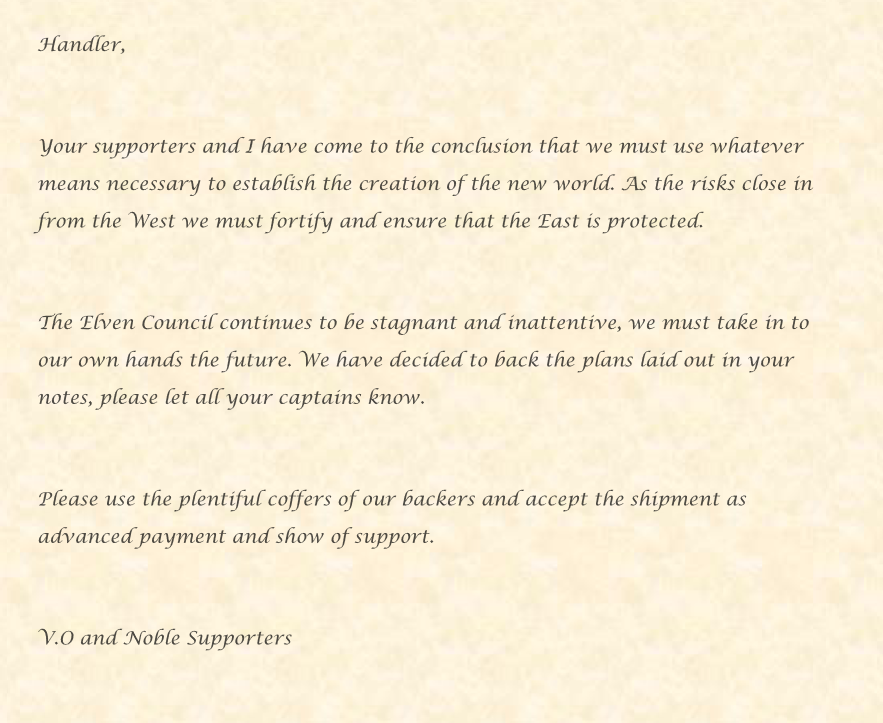 Handler,
Your supporters and I have come to the conclusion that we must use whatever
means necessary to establish the creation of the new world. As the risks close in
from the West we must fortify and ensure that the East is protected.
The Elven Council continues to be stagnant and inattentive, we must take in to
our own hands the future. We have decided to back the plans laid out in your
notes, please let all your captains know.
Please use the plentiful coffers of our backers and accept the shipment as
advanced payment and show of support.
V.O and Noble Supporters